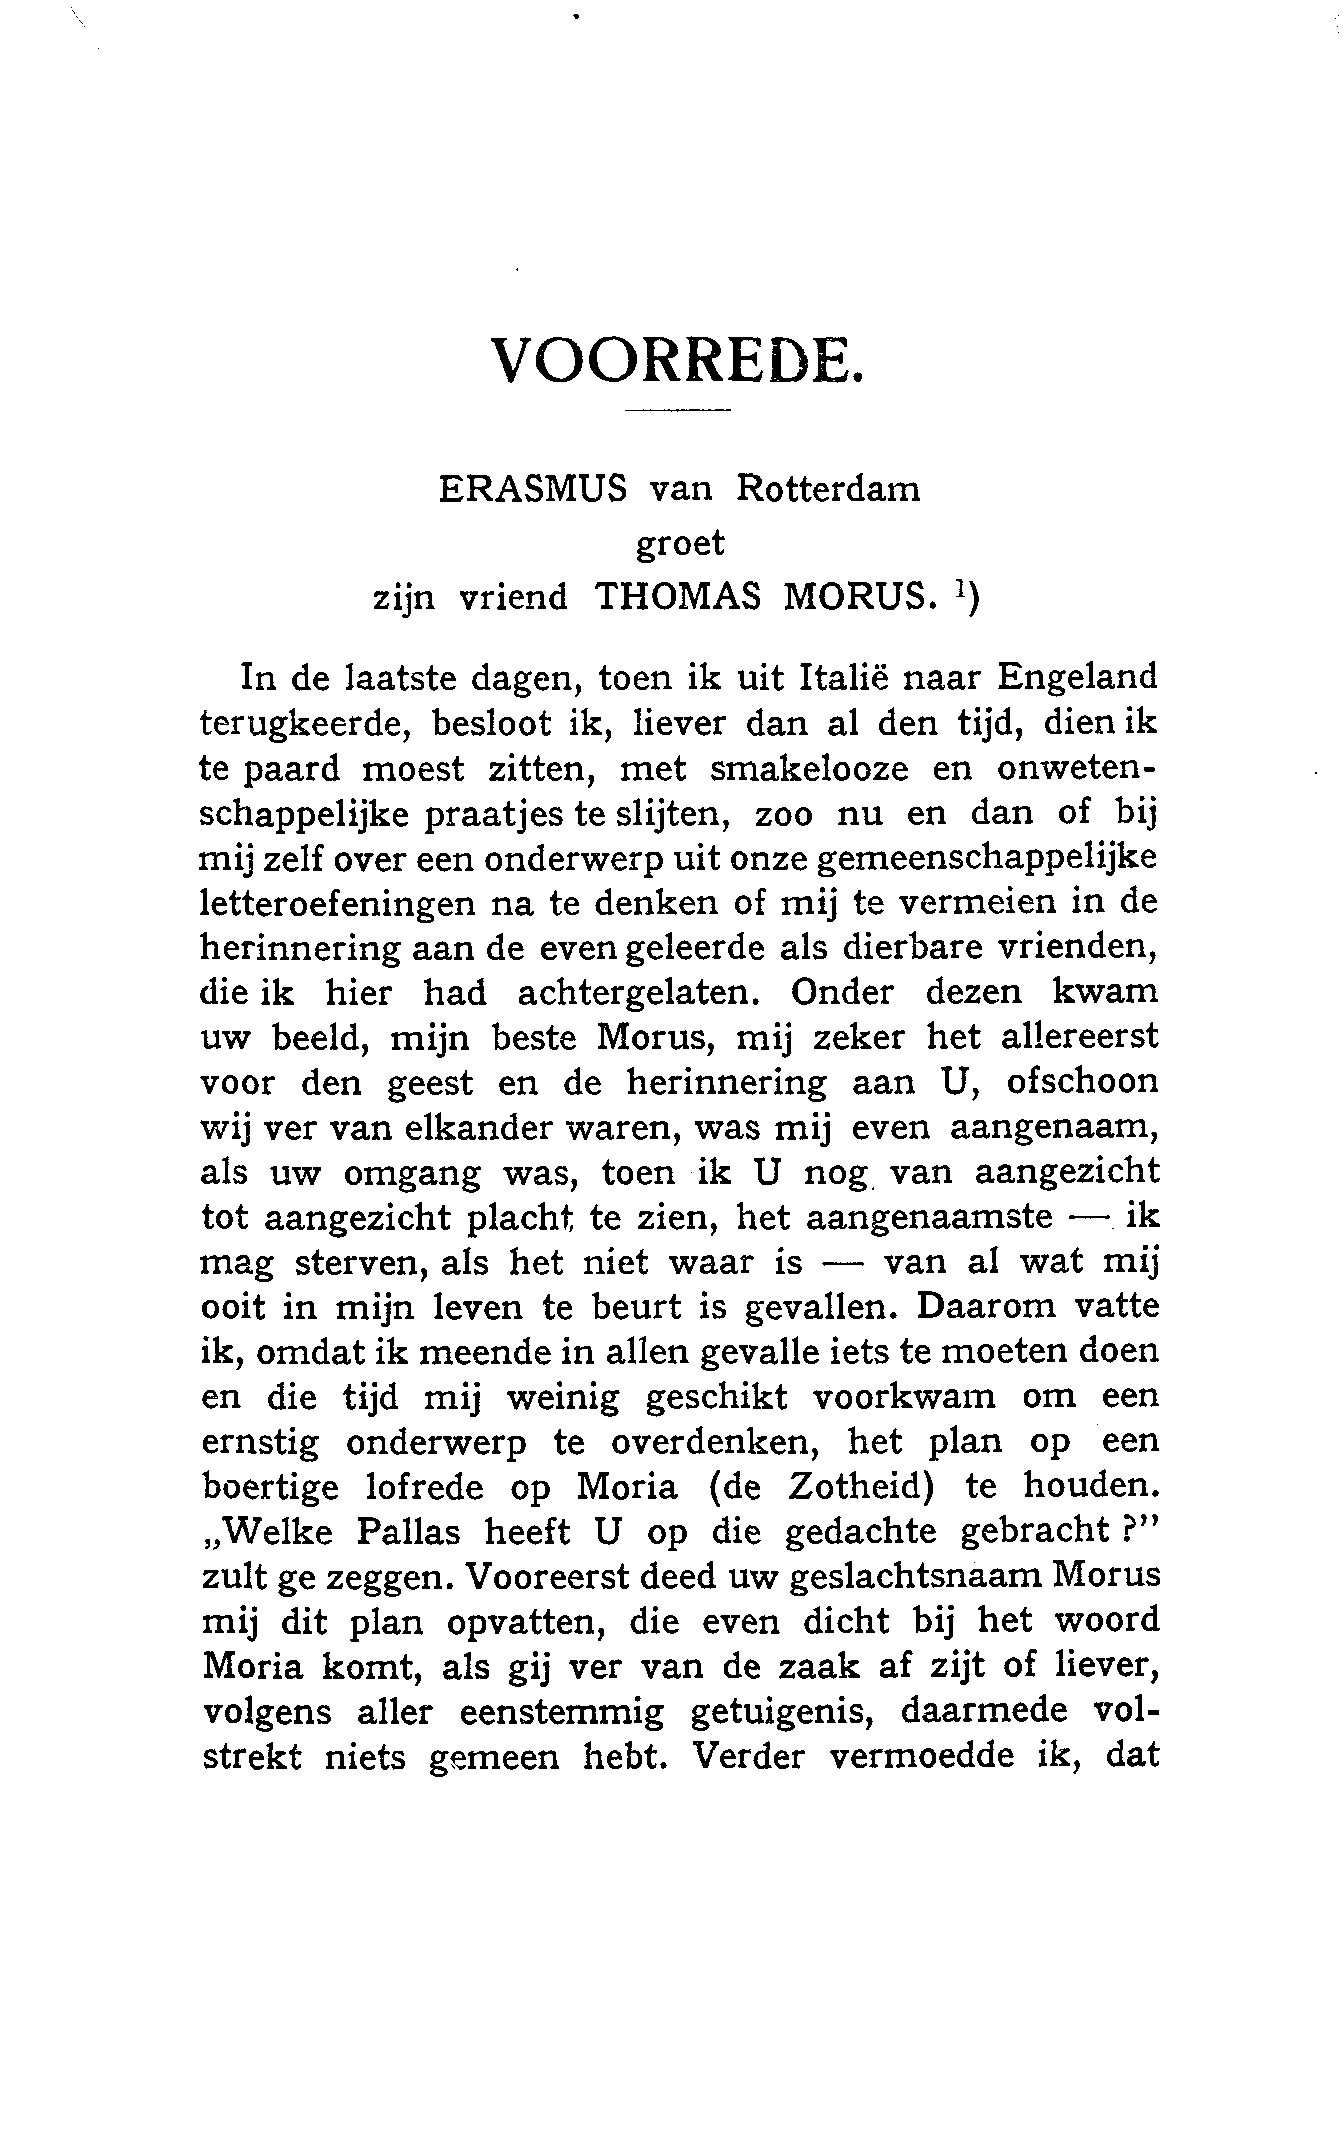 VOORREDE.
ERASMUS van Rotterdam
groet
zijn vriend THOMAS MORUS. ¹)
In de laatste dagen, toen ik uit Italië naar Engeland
terugkeerde, besloot ik, liever dan al den tijd, dien ik
te paard moest zitten, met smakelooze en onweten-
schappelijke praatjes te slijten, zoo nu en dan of bij
mij zelf over een onderwerp uit onze gemeenschappelijke
letteroefeningen na te denken of mij te vermeien in de
herinnering aan de even geleerde als dierbare vrienden,
die ik hier had achtergelaten. Onder dezen kwam
uw beeld, mijn beste Morus, mij zeker het allereerst
voor den geest en de herinnering aan U, ofschoon
wij ver van elkander waren, was mij even aangenaam,
als uw omgang was, toen ik U nog van aangezicht
tot aangezicht placht te zien, het aangenaamste — ik
mag sterven, als het niet waar is — van al wat mij
ooit in mijn leven te beurt is gevallen. Daarom vatte
ik, omdat ik meende in allen gevalle iets te moeten doen
en die tijd mij weinig geschikt voorkwam om een
ernstig onderwerp te overdenken, het plan op een
boertige lofrede op Moria (de Zotheid) te houden.
„Welke Pallas heeft U op die gedachte gebracht ?”
zult ge zeggen. Vooreerst deed uw geslachtsnaam Morus
mij dit plan opvatten, die even dicht bij het woord
Moria komt, als gij ver van de zaak af zijt of liever,
volgens aller eenstemmig getuigenis, daarmede vol-
strekt niets gemeen hebt. Verder vermoedde ik, dat